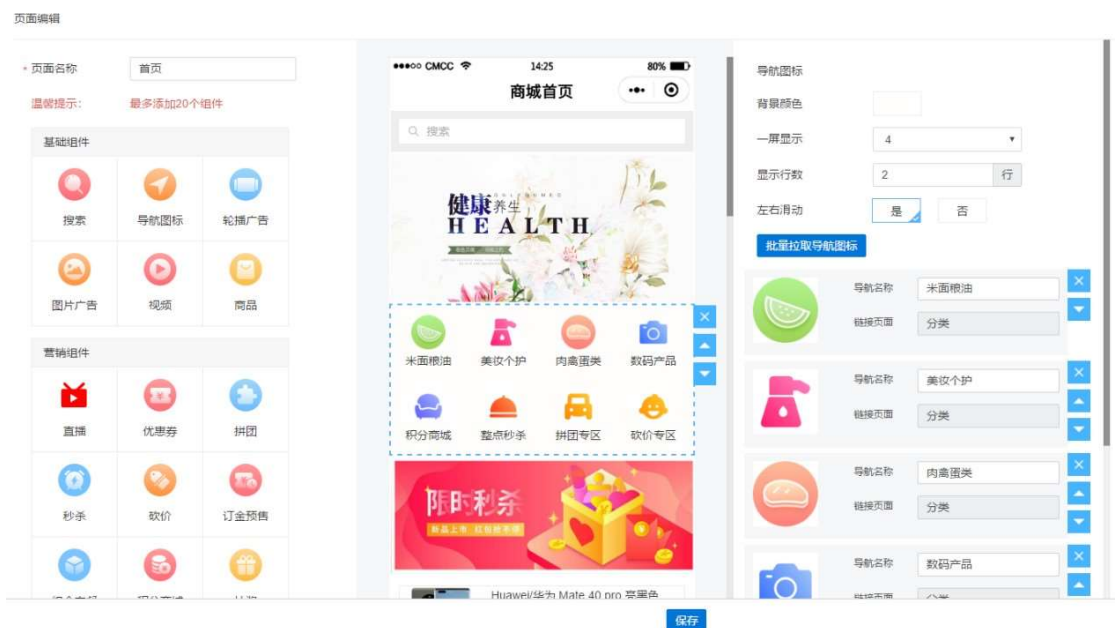 页面编辑
* 页面名称
首页
温馨提示：
最多添加20个组件
基础组件
搜索
导航图标
轮播广告
图片广告
视频
商品
营销组件
直播
优惠券
拼团
秒杀
砍价
订金预售
CMCC
14:25
80%
商城首页
搜索
健康养生
HEALTH
米面粮油
美妆个护
肉禽蛋类
数码产品
积分商城
整点秒杀
拼团专区
砍价专区
限时秒杀
Huawei/华为 Mate 40 pro 亮黑色
导航图标
背景颜色
一屏显示
4
显示行数
2
行
左右滑动
是
否
批量拉取导航图标
导航名称
米面粮油
链接页面
分类
导航名称
美妆个护
链接页面
分类
导航名称
肉禽蛋类
链接页面
分类
导航名称
数码产品
链接页面
分类
保存